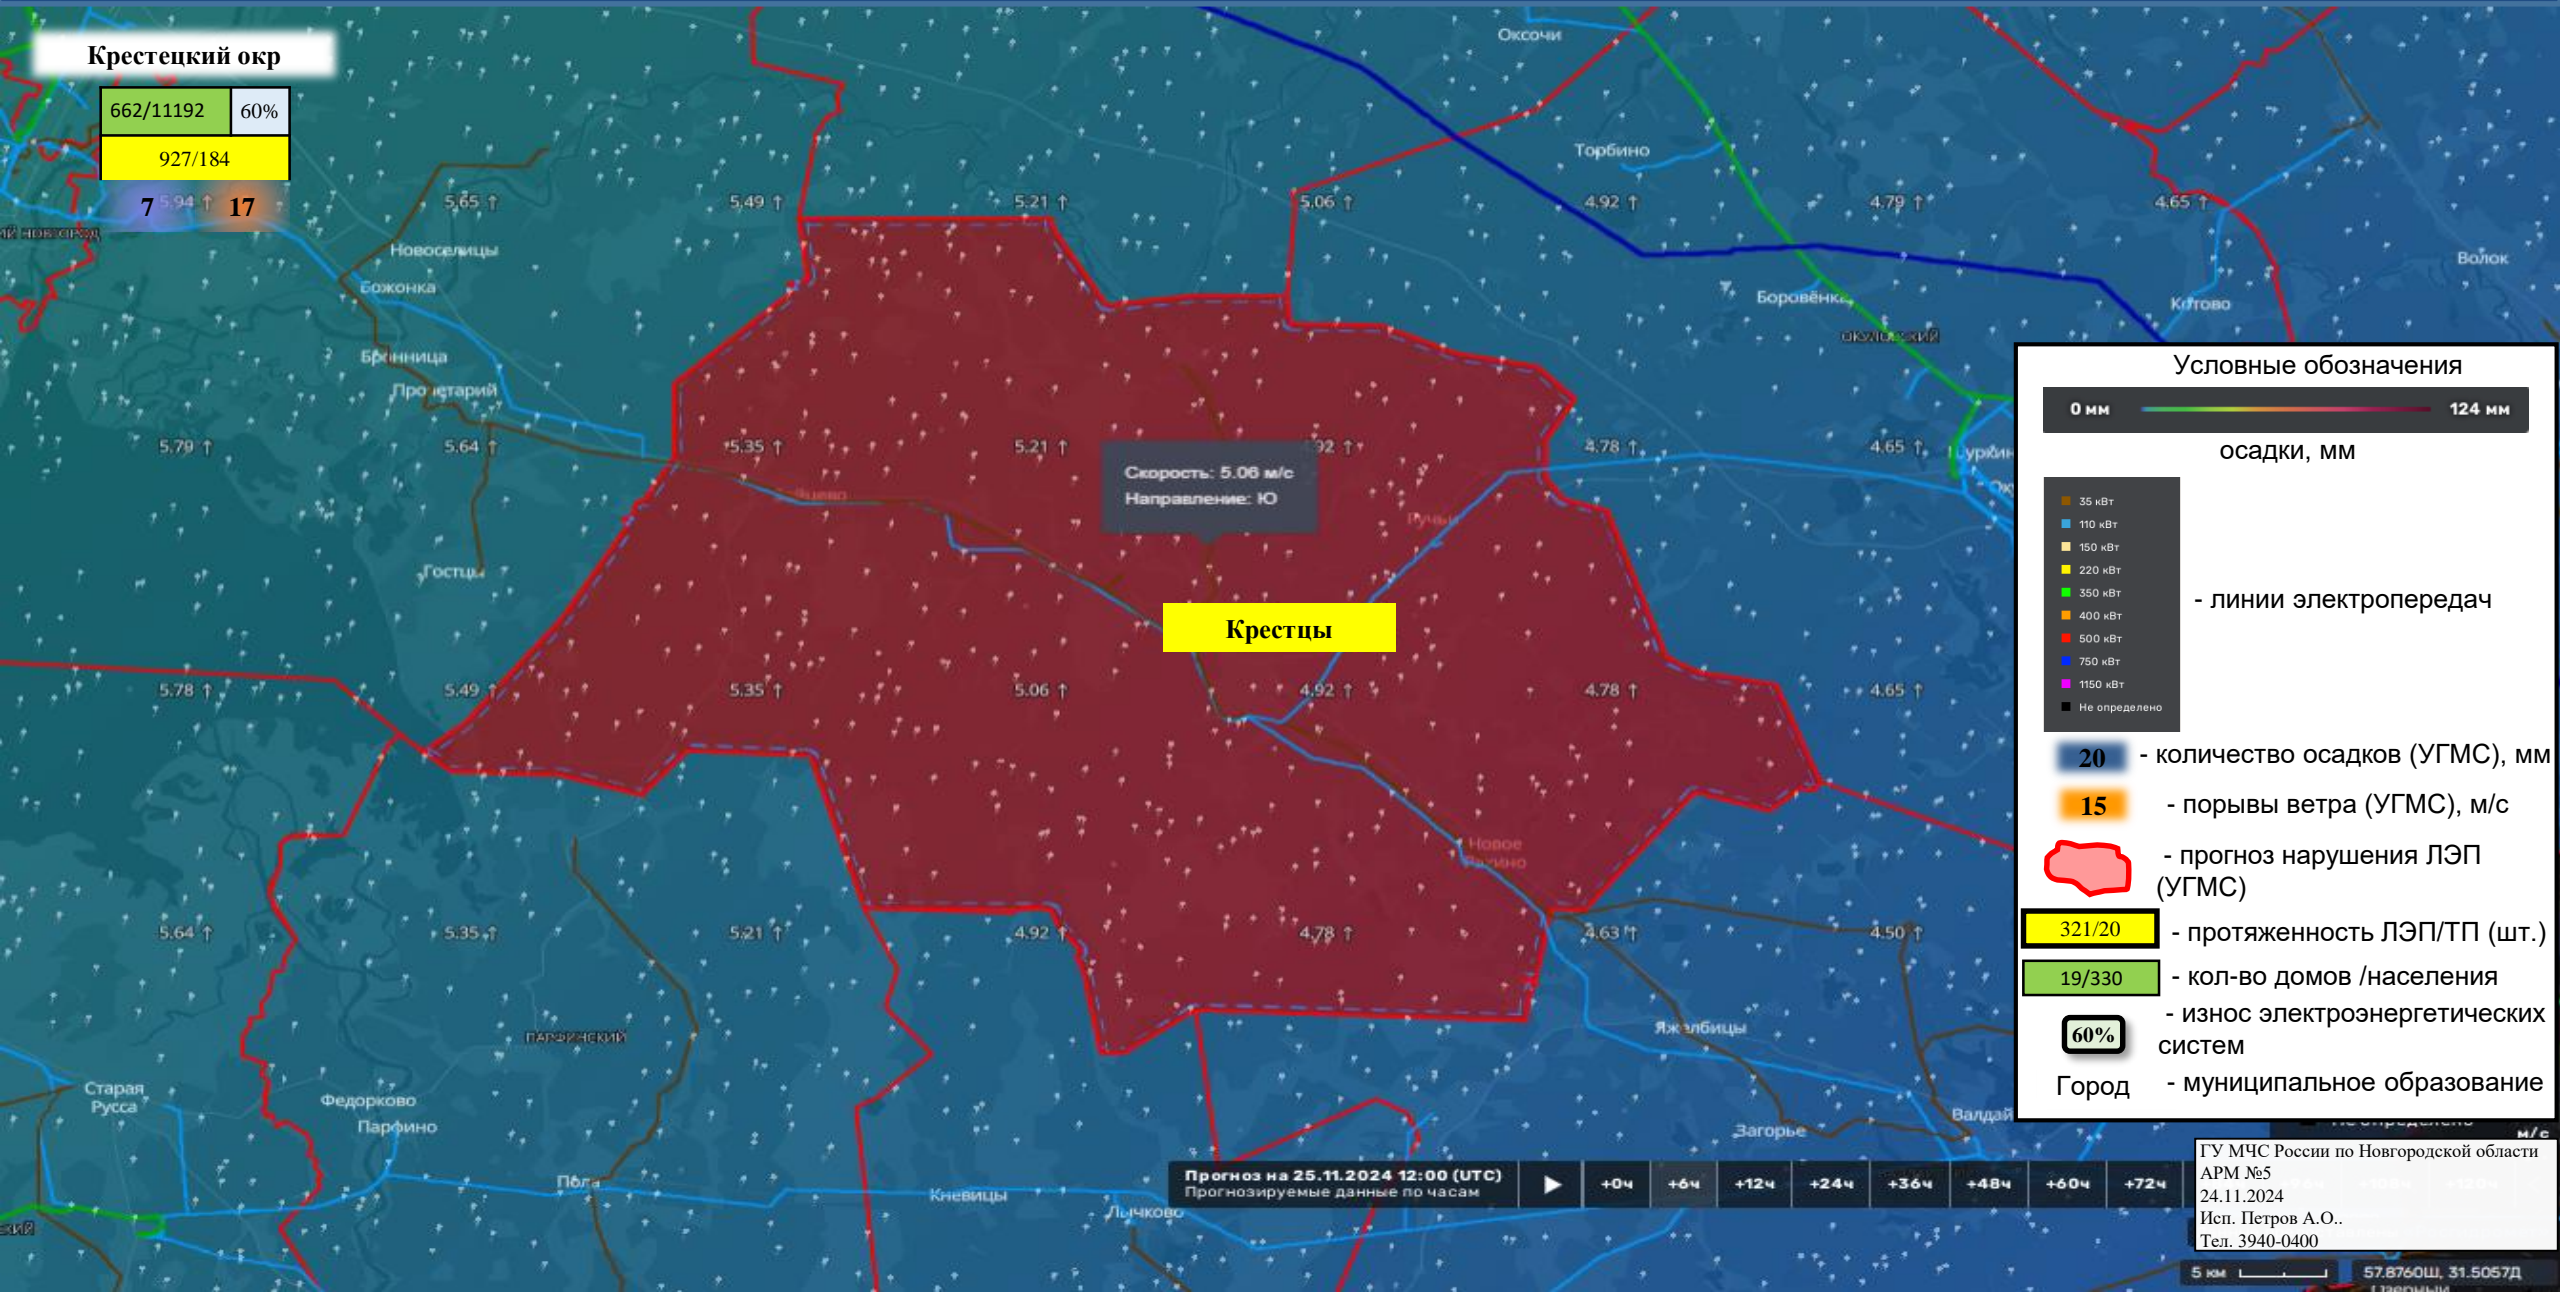 Крестецкий окр
662/11192 60%
927/184
7 5.94 ↑ 17
Оксочи
Торбино
5.65 ↑ 5.49 ↑ 5.21 ↑ 5.06 ↑ 4.92 ↑ 4.79 ↑ 4.65 ↑
Новоселицы
Волок
Божонка
Боровёнка
Котово
Бронница
Пролетарий
5.79 ↑ 5.64 ↑ 5.35 ↑ 5.21 ↑ 4.78 ↑ 4.65 ↑
Скорость: 5.06 м/с
Направление: Ю
Ручьи
Гостцы
Крестцы
5.78 ↑ 5.49 ↑ 5.35 ↑ 5.06 ↑ 4.92 ↑ 4.78 ↑ 4.65 ↑
Новое
Рахино
5.64 ↑ 5.35 ↑ 5.21 ↑ 4.92 ↑ 4.78 ↑ 4.63 ↑ 4.50 ↑
ПАРФИНСКИЙ
Яжелбицы
Старая
Русса
Федорково
Парфино
Валдай
Загорье
Пола
Кневицы
Лычково
Прогноз на 25.11.2024 12:00 (UTC)
Прогнозируемые данные по часам
+0ч +6ч +12ч +24ч +36ч +48ч +60ч +72ч
Условные обозначения
0 мм 124 мм
осадки, мм
35 кВт
110 кВт
150 кВт
220 кВт
350 кВт
400 кВт
500 кВт
750 кВт
1150 кВт
Не определено
- линии электропередач
20 - количество осадков (УГМС), мм
15 - порывы ветра (УГМС), м/с
- прогноз нарушения ЛЭП
(УГМС)
321/20 - протяженность ЛЭП/ТП (шт.)
19/330 - кол-во домов /населения
60% - износ электроэнергетических
систем
Город - муниципальное образование
м/с
ГУ МЧС России по Новгородской области
АРМ №5
24.11.2024
Исп. Петров А.О..
Тел. 3940-0400
5 км 57.8760Ш, 31.5057Д